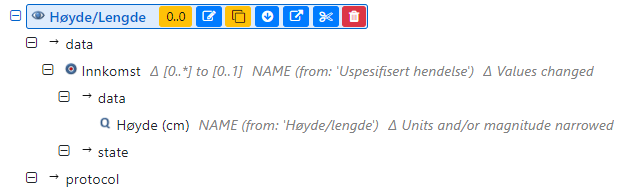 Høyde/Lengde 0..0
data
Innkomst Δ [0..*] to [0..1] NAME (from: 'Uspesifisert hendelse') Δ Values changed
data
Q Høyde (cm) NAME (from: 'Høyde/lengde') Δ Units and/or magnitude narrowed
state
protocol